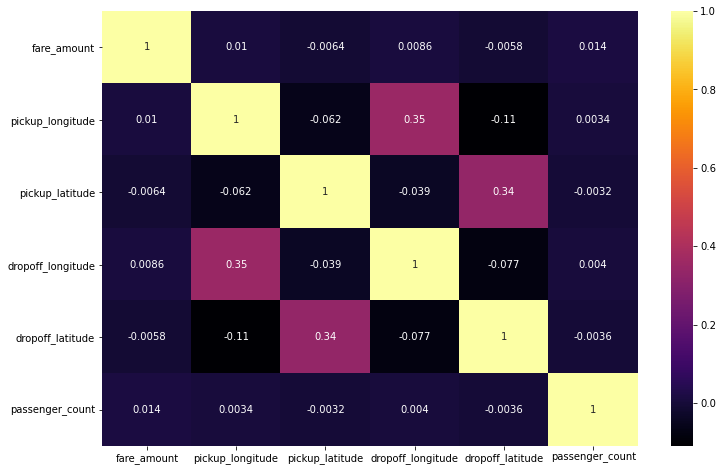 fare_amount 1 0.01 -0.0064 0.0086 -0.0058 0.014
pickup_longitude 0.01 1 -0.062 0.35 -0.11 0.0034
pickup_latitude -0.0064 -0.062 1 -0.039 0.34 -0.0032
dropoff_longitude 0.0086 0.35 -0.039 1 -0.077 0.004
dropoff_latitude -0.0058 -0.11 0.34 -0.077 1 -0.0036
passenger_count 0.014 0.0034 -0.0032 0.004 -0.0036 1
fare_amount pickup_longitude pickup_latitude dropoff_longitude dropoff_latitude passenger_count
1.0
0.8
0.6
0.4
0.2
0.0